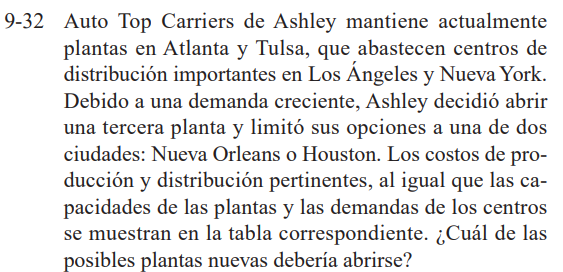 9-32 Auto Top Carriers de Ashley mantiene actualmente
plantas en Atlanta y Tulsa, que abastecen centros de
distribución importantes en Los Ángeles y Nueva York.
Debido a una demanda creciente, Ashley decidió abrir
una tercera planta y limitó sus opciones a una de dos
ciudades: Nueva Orleans o Houston. Los costos de pro-
ducción y distribución pertinentes, al igual que las ca-
pacidades de las plantas y las demandas de los centros
se muestran en la tabla correspondiente. ¿Cuál de las
posibles plantas nuevas debería abrirse?